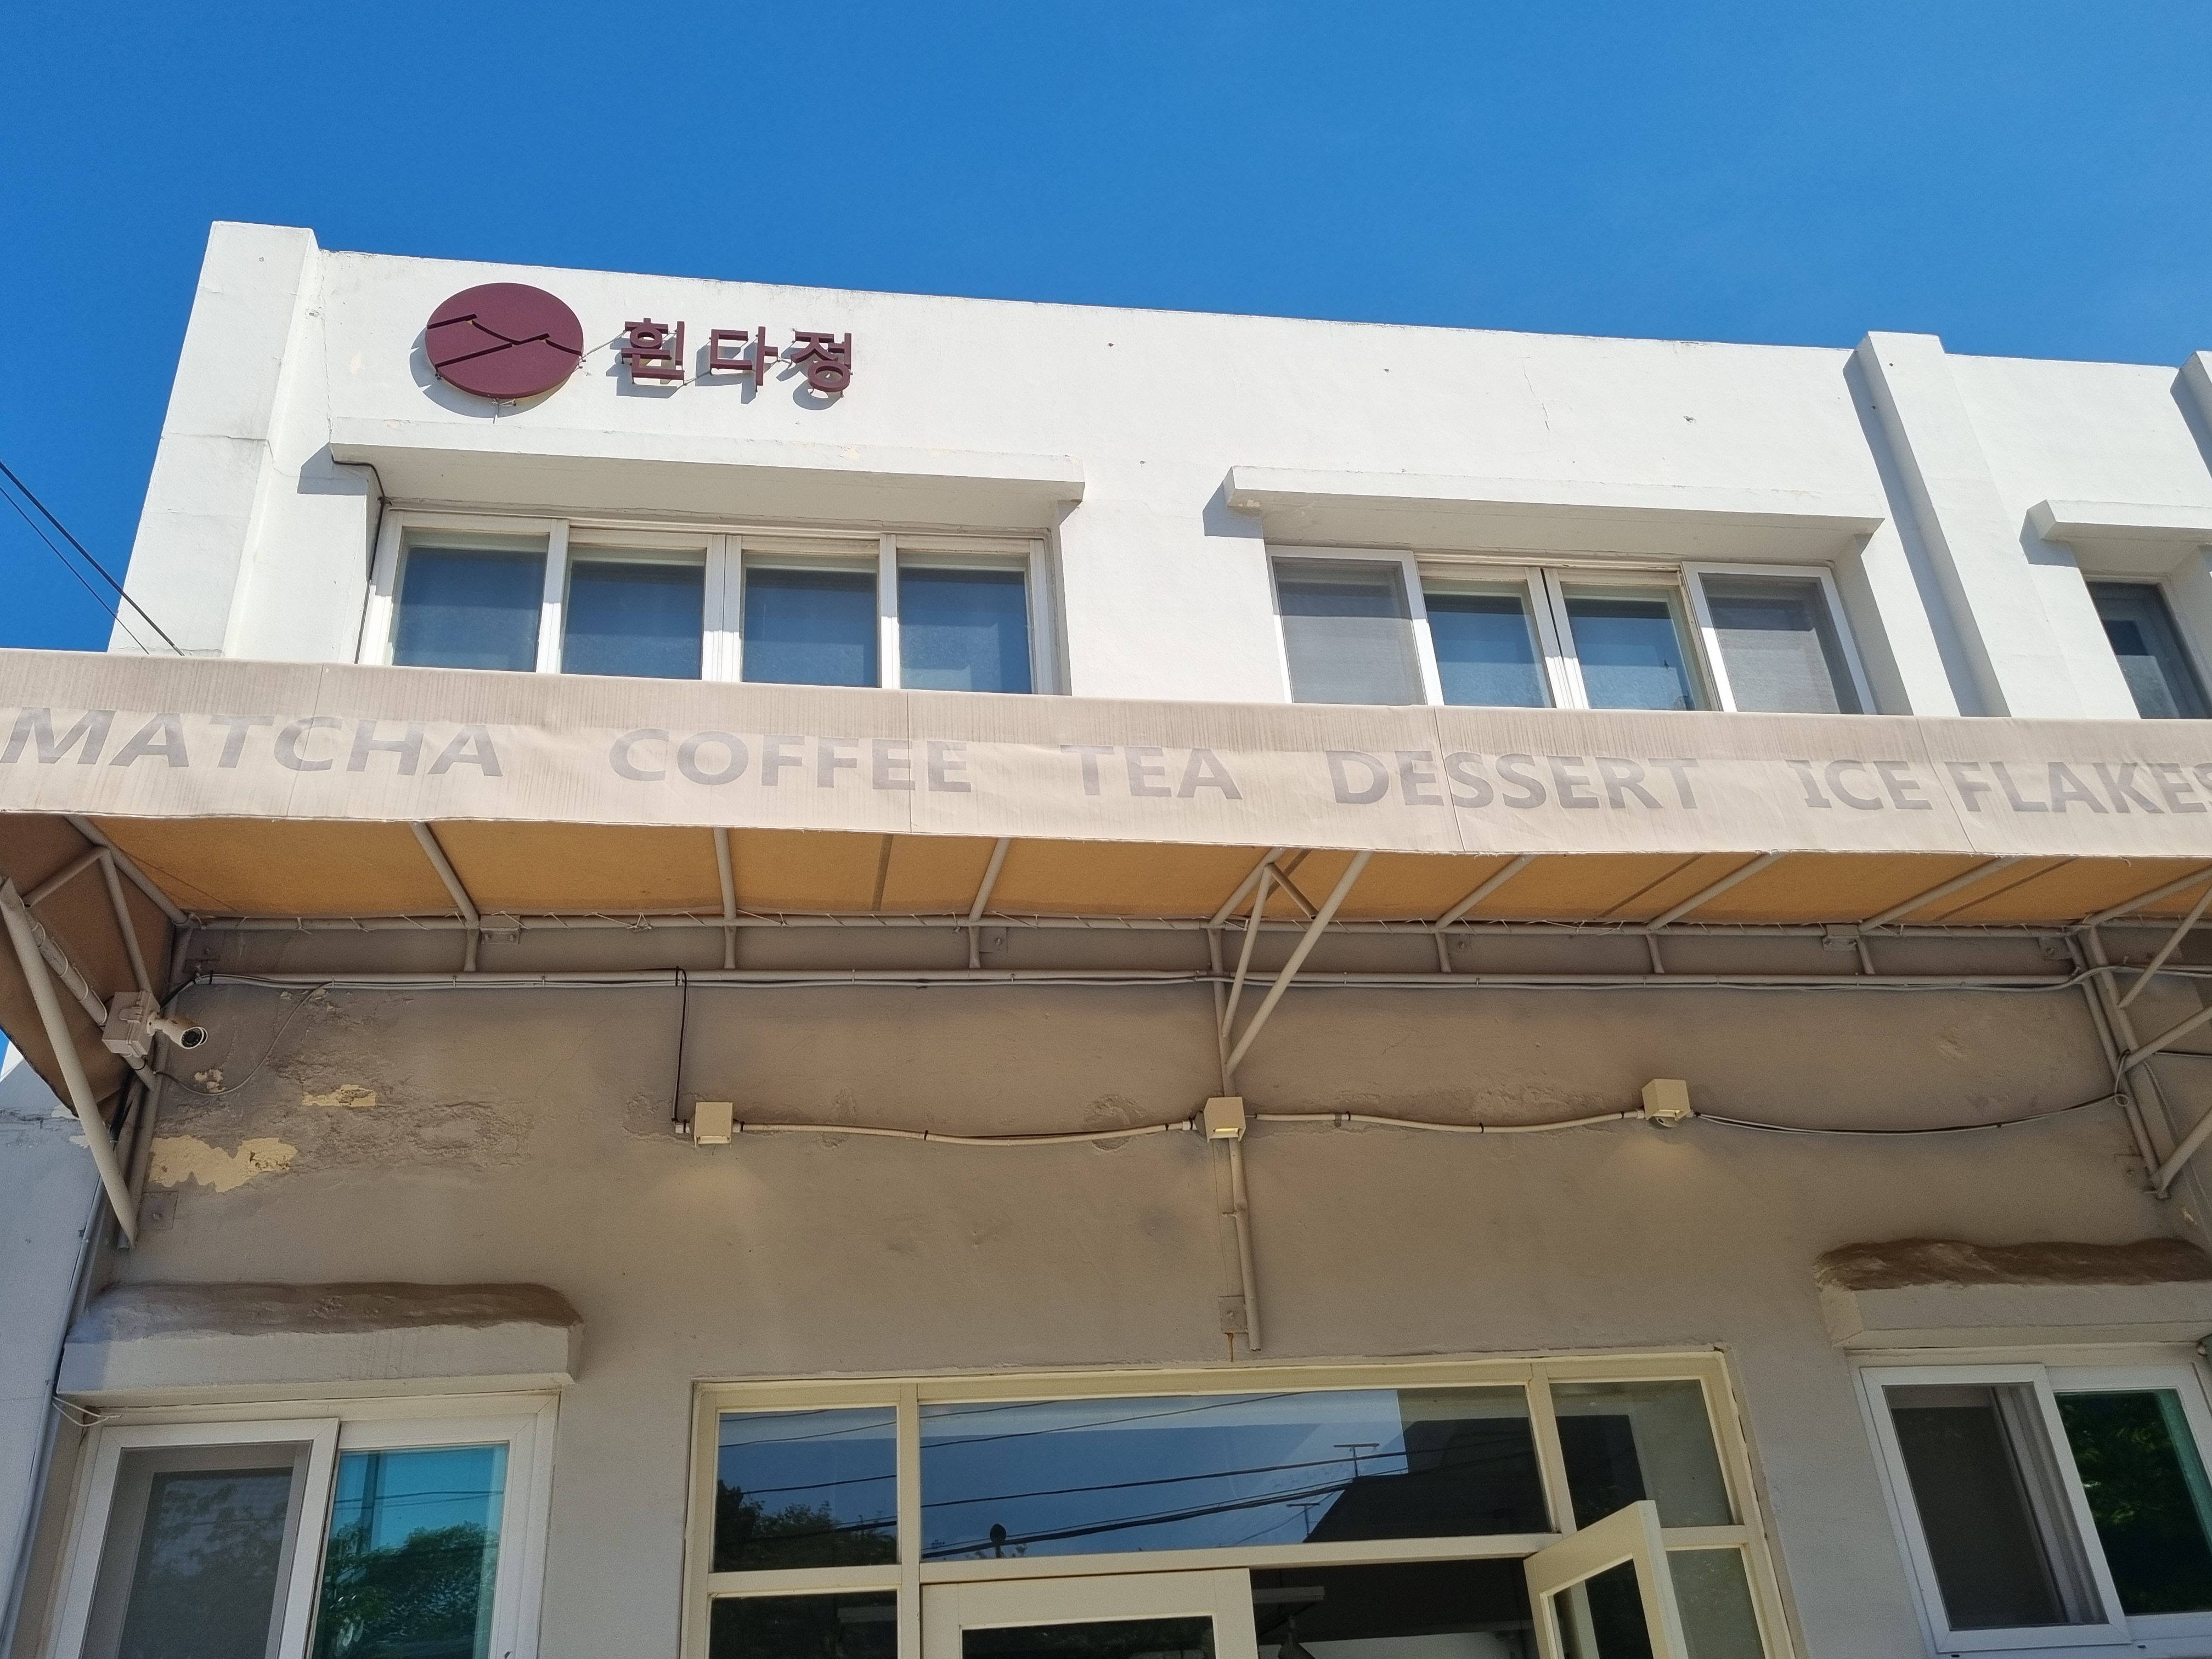 흰다정
MATCHA COFFEE TEA DESSERT ICE FLAKES